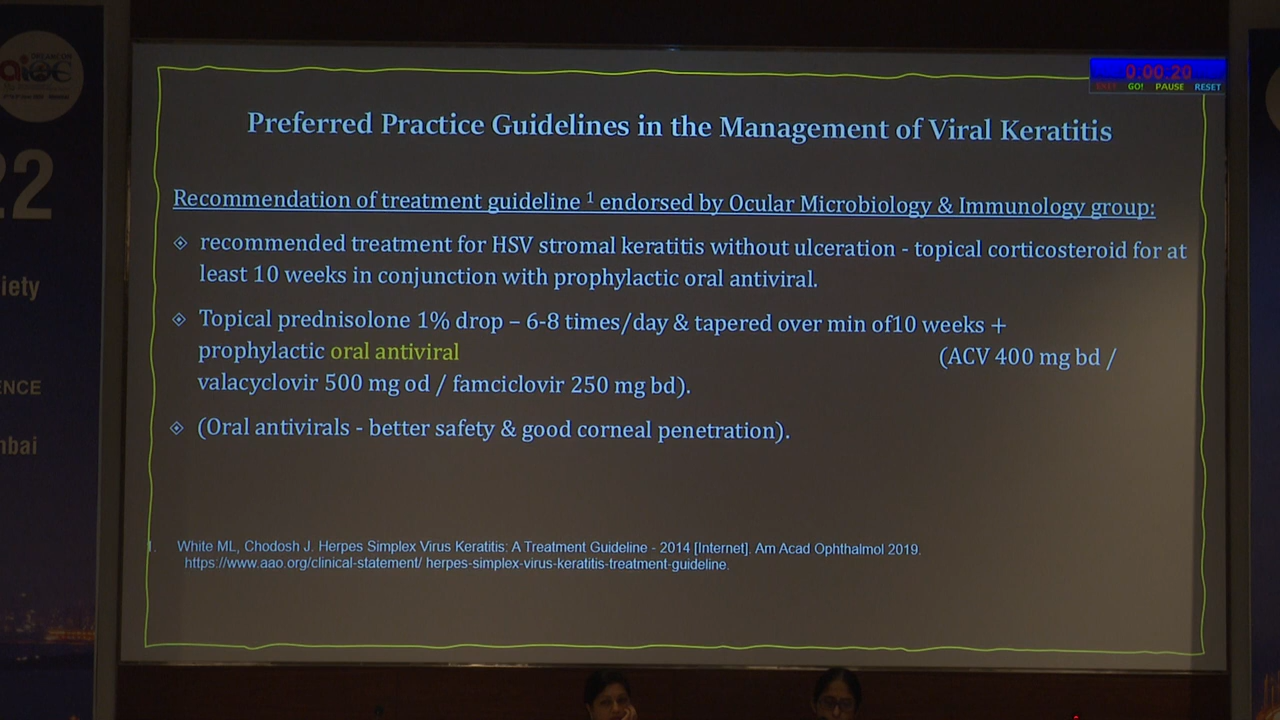 aioc
22
iety
ENCE
nbai
0.00.20
EXIT GO! PAUSE RESET
Preferred Practice Guidelines in the Management of Viral Keratitis
Recommendation of treatment guideline ¹ endorsed by Ocular Microbiology & Immunology group:
recommended treatment for HSV stromal keratitis without ulceration - topical corticosteroid for at
least 10 weeks in conjunction with prophylactic oral antiviral.
Topical prednisolone 1% drop – 6-8 times/day & tapered over min of10 weeks +
prophylactic oral antiviral (ACV 400 mg bd /
valacyclovir 500 mg od / famciclovir 250 mg bd).
(Oral antivirals - better safety & good corneal penetration).
1. White ML, Chodosh J. Herpes Simplex Virus Keratitis: A Treatment Guideline - 2014 [Internet]. Am Acad Ophthalmol 2019.
https://www.aao.org/clinical-statement/ herpes-simplex-virus-keratitis-treatment-guideline.